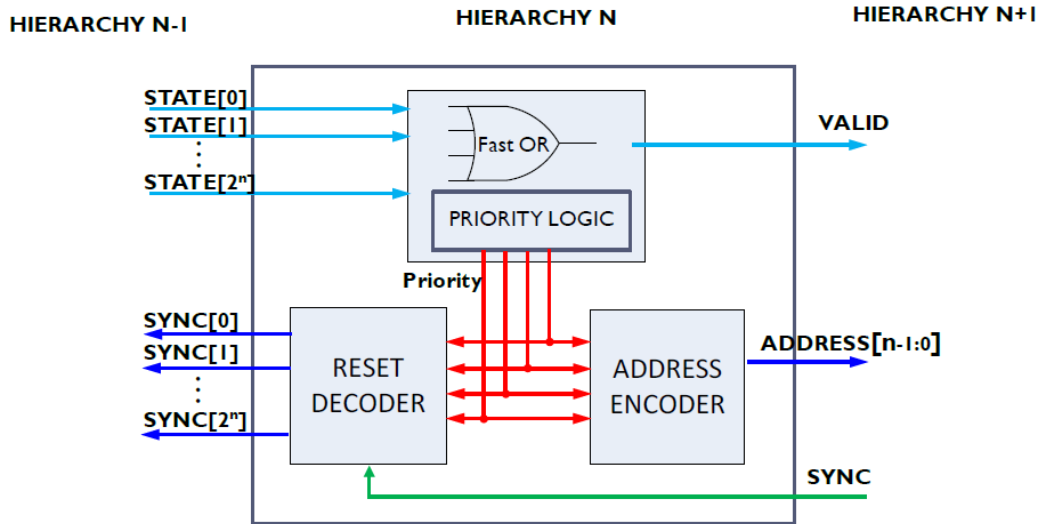 HIERARCHY N-1
HIERARCHY N
HIERARCHY N+1
STATE[0]
STATE[1]
STATE[2ⁿ]
Fast OR
VALID
PRIORITY LOGIC
Priority
SYNC[0]
SYNC[1]
SYNC[2ⁿ]
RESET
DECODER
ADDRESS
ENCODER
ADDRESS[n-1:0]
SYNC